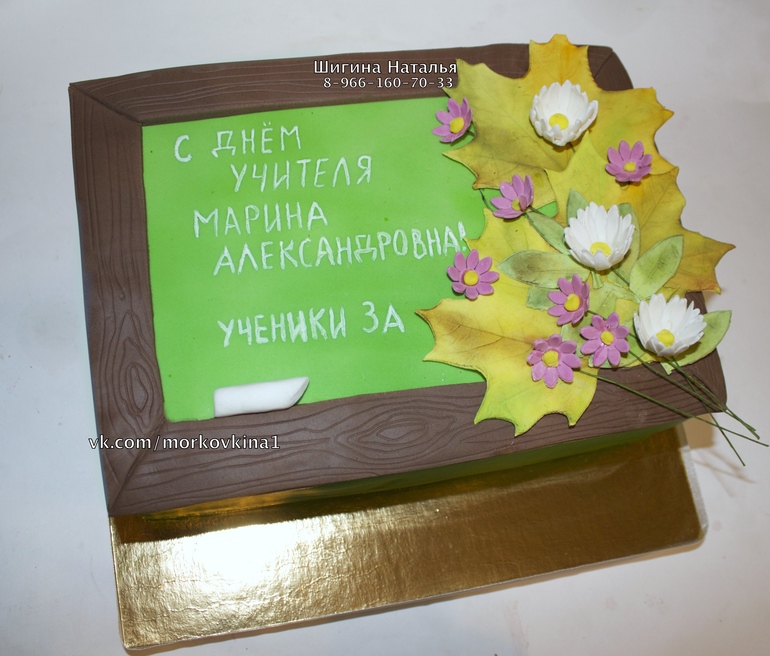 Шигина Наталья
8-966-160-70-33
С ДНЁМ
УЧИТЕЛЯ
МАРИНА
АЛЕКСАНДРОВНА!
УЧЕНИКИ 3А
vk.com/morkovkina1